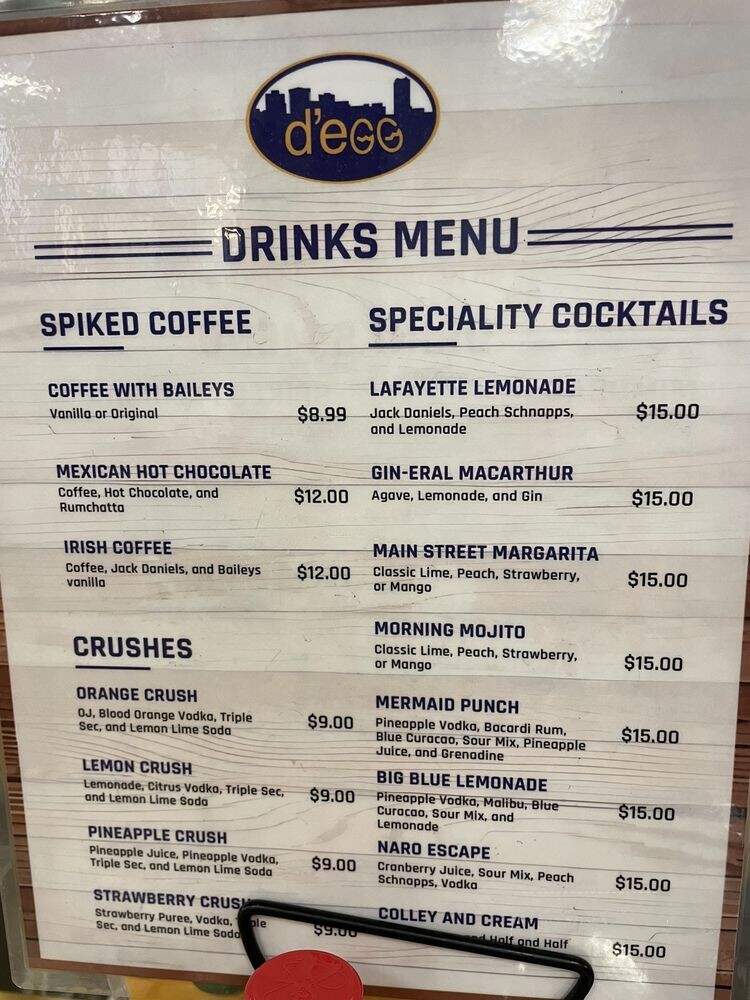 d'eGG
DRINKS MENU
SPIKED COFFEE
COFFEE WITH BAILEYS
Vanilla or Original
$8.99
MEXICAN HOT CHOCOLATE
Coffee, Hot Chocolate, and
Rumchatta
$12.00
IRISH COFFEE
Coffee, Jack Daniels, and Baileys
vanilla
$12.00
CRUSHES
ORANGE CRUSH
OJ, Blood Orange Vodka, Triple
Sec, and Lemon Lime Soda
$9.00
LEMON CRUSH
Lemonade, Citrus Vodka, Triple Sec,
and Lemon Lime Soda
$9.00
PINEAPPLE CRUSH
Pineapple Juice, Pineapple Vodka,
Triple Sec, and Lemon Lime Soda
$9.00
STRAWBERRY CRUSH
Strawberry Puree, Vodka,
Sec, and Lemon Lime Soda
$9.00
SPECIALITY COCKTAILS
LAFAYETTE LEMONADE
Jack Daniels, Peach Schnapps,
and Lemonade
$15.00
GIN-ERAL MACARTHUR
Agave, Lemonade, and Gin
$15.00
MAIN STREET MARGARITA
Classic Lime, Peach, Strawberry,
or Mango
$15.00
MORNING MOJITO
Classic Lime, Peach, Strawberry,
or Mango
$15.00
MERMAID PUNCH
Pineapple Vodka, Bacardi Rum,
Blue Curacao, Sour Mix, Pineapple
Juice, and Grenadine
$15.00
BIG BLUE LEMONADE
Pineapple Vodka, Malibu, Blue
Curacao, Sour Mix, and
Lemonade
$15.00
NARO ESCAPE
Cranberry Juice, Sour Mix, Peach
Schnapps, Vodka
$15.00
COLLEY AND CREAM
and Half and Half
$15.00